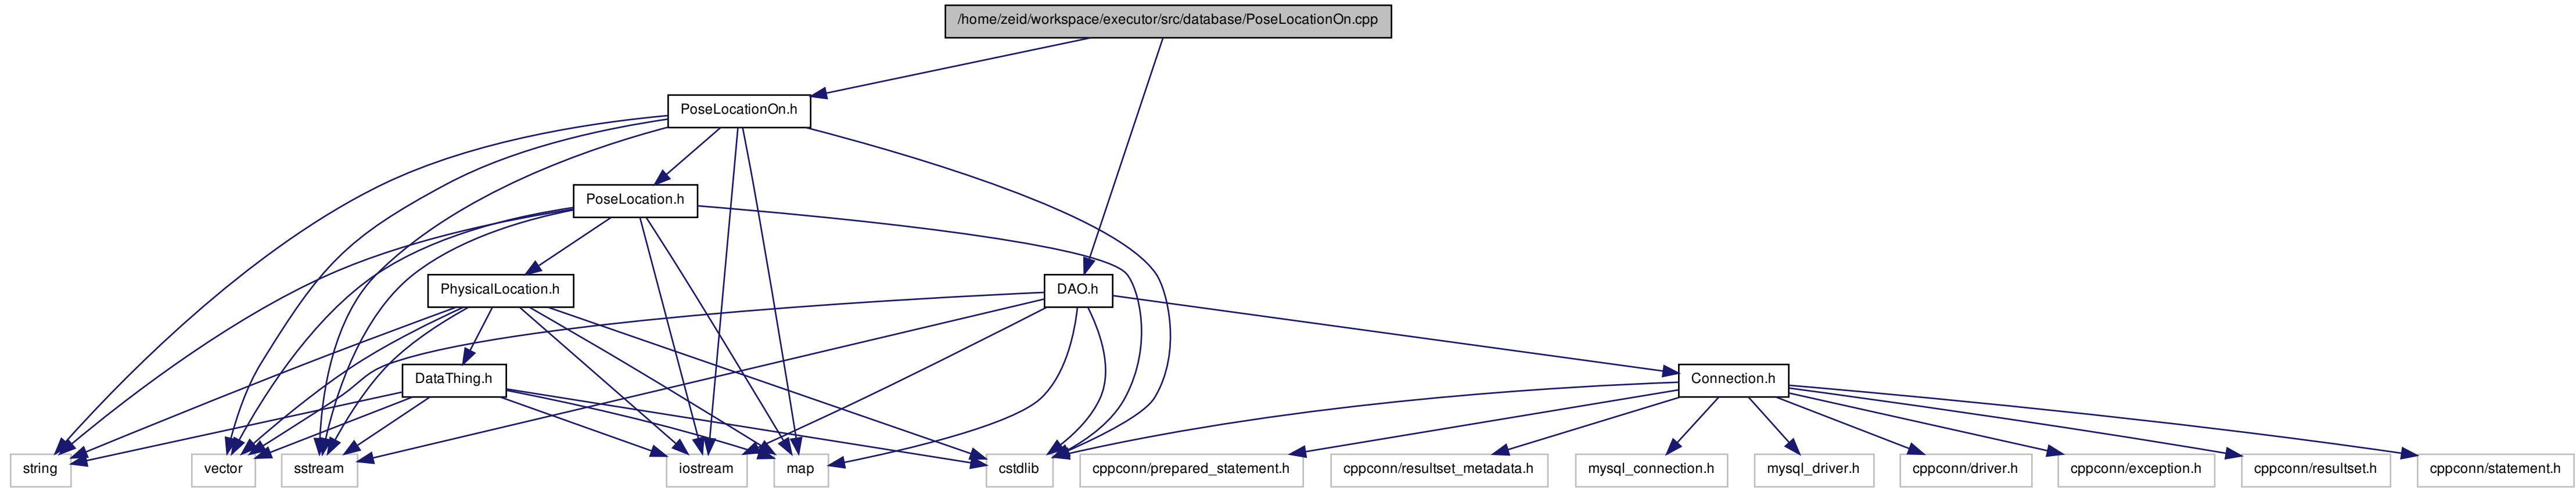 /home/zeid/workspace/executor/src/database/PoseLocationOn.cpp
PoseLocationOn.h
PoseLocation.h
PhysicalLocation.h
DAO.h
DataThing.h
Connection.h
string
vector
sstream
iostream
map
cstdlib
cppconn/prepared_statement.h
cppconn/resultset_metadata.h
mysql_connection.h
mysql_driver.h
cppconn/driver.h
cppconn/exception.h
cppconn/resultset.h
cppconn/statement.h